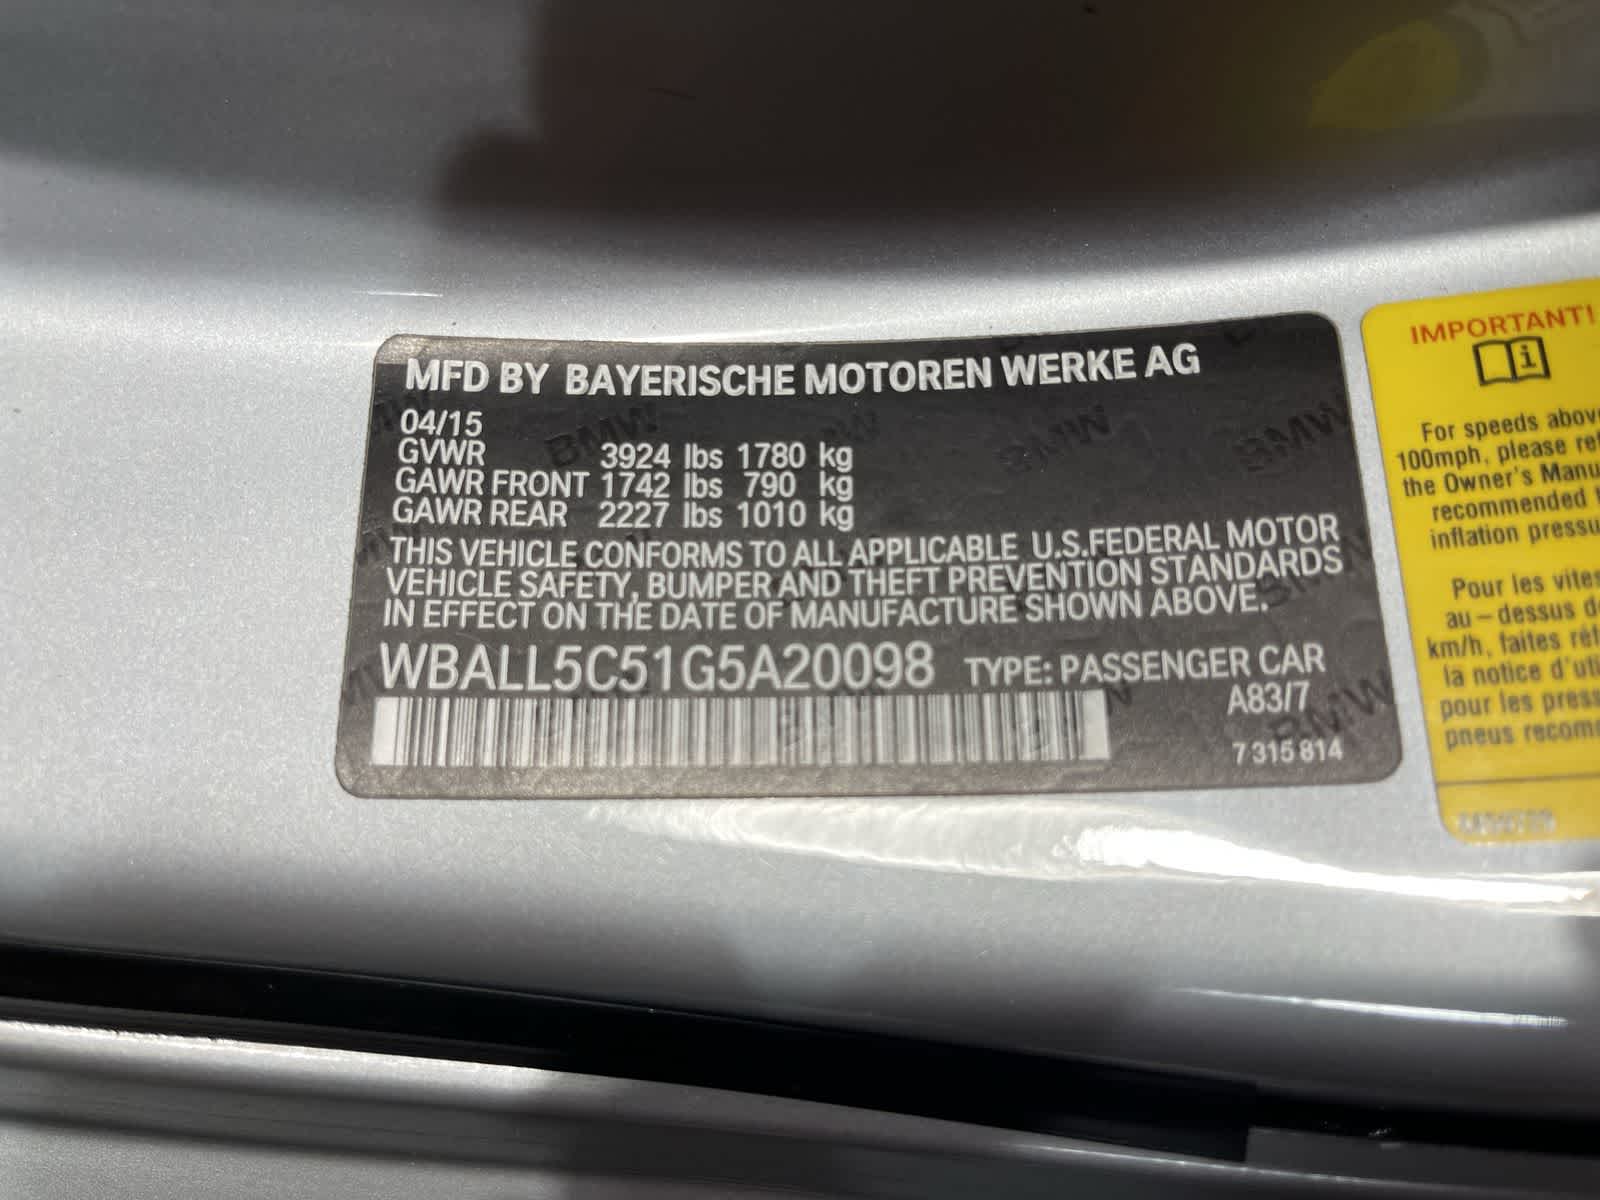 MFD BY BAYERISCHE MOTOREN WERKE AG
04/15
GVWR 3924 lbs 1780 kg
GAWR FRONT 1742 lbs 790 kg
GAWR REAR 2227 lbs 1010 kg
THIS VEHICLE CONFORMS TO ALL APPLICABLE U.S.FEDERAL MOTOR
VEHICLE SAFETY, BUMPER AND THEFT PREVENTION STANDARDS
IN EFFECT ON THE DATE OF MANUFACTURE SHOWN ABOVE.
WBALL5C51G5A20098 TYPE: PASSENGER CAR
A83/7
7 315 814
IMPORTANT!
For speeds above
100mph, please
the Owner's
recommended
inflation
Pour les
au-dessus
km/h, faites
la notice
pour les
pneus